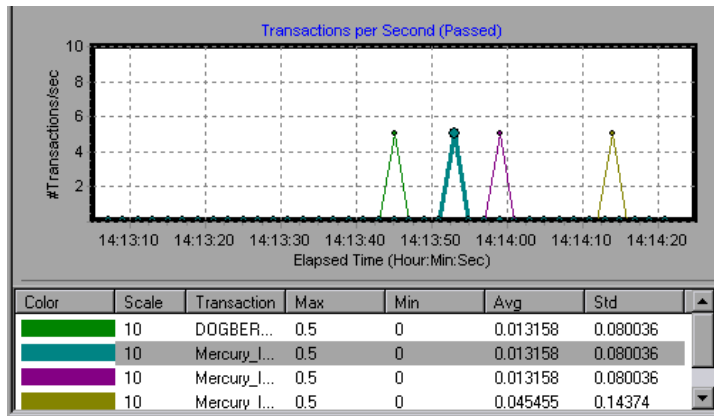 Transactions per Second (Passed)
10
8
6
4
2
#Transactions/sec
14:13:10 14:13:20 14:13:30 14:13:40 14:13:50 14:14:00 14:14:10 14:14:20
Elapsed Time (Hour:Min:Sec)
Color Scale Transaction Max Min Avg Std
10 DOGBER... 0.5 0 0.013158 0.080036
10 Mercury_I... 0.5 0 0.013158 0.080036
10 Mercury_I... 0.5 0 0.013158 0.080036
10 Mercury_I... 0.5 0 0.045455 0.14374